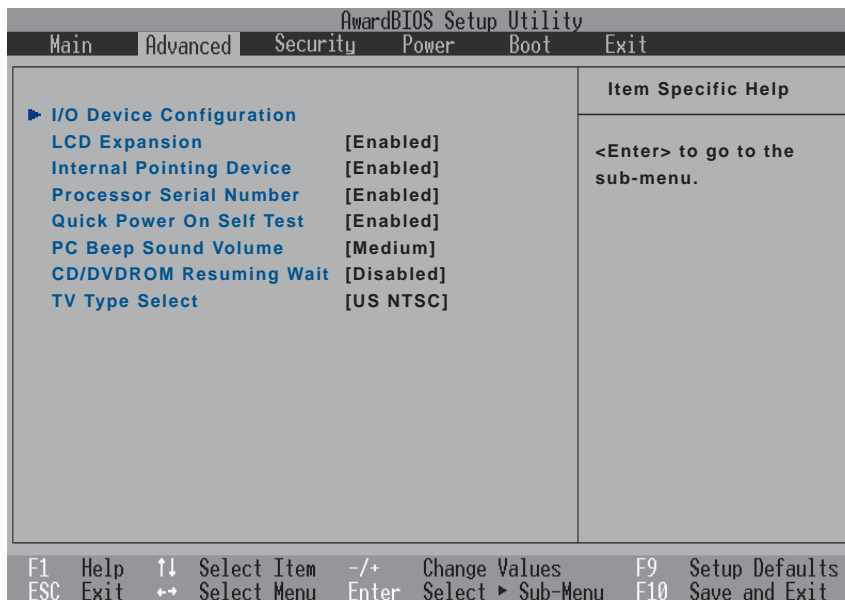 AwardBIOS Setup Utility
Main Advanced Security Power Boot Exit
Item Specific Help
I/O Device Configuration
LCD Expansion [Enabled]
Internal Pointing Device [Enabled]
Processor Serial Number [Enabled]
Quick Power On Self Test [Enabled]
PC Beep Sound Volume [Medium]
CD/DVDROM Resuming Wait [Disabled]
TV Type Select [US NTSC]
<Enter> to go to the
sub-menu.
F1 Help ↑↓ Select Item -/+ Change Values F9 Setup Defaults
ESC Exit ←→ Select Menu Enter Select ▶ Sub-Menu F10 Save and Exit